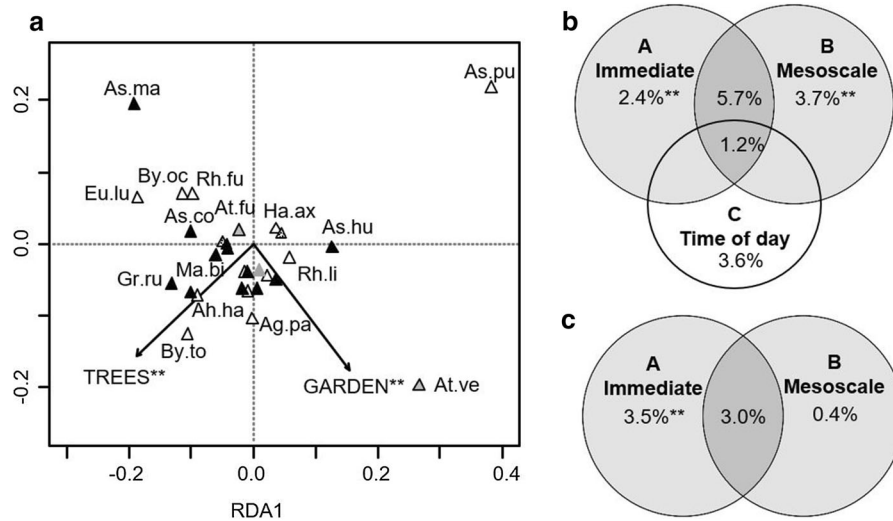 a
As.pu
As.ma
0.2
By.oc Rh.fu
Eu.lu
At.fu Ha.ax
As.co As.hu
0.0
Ma.bi Rh.li
Gr.ru
Ah.ha
Ag.pa
By.to
TREES** GARDEN** At.ve
-0.2
-0.2 0.0 0.2 0.4
RDA1
b
A B
Immediate Mesoscale
2.4%** 5.7% 3.7%**
1.2%
C
Time of day
3.6%
c
A B
Immediate Mesoscale
3.5%** 3.0% 0.4%